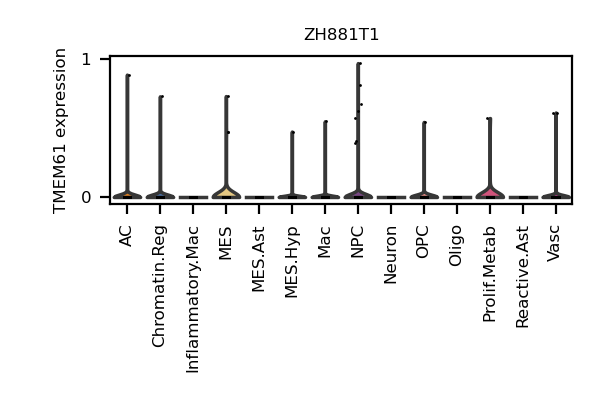 ZH881T1
TMEM61 expression
1
0
AC
Chromatin.Reg
Inflammatory.Mac
MES
MES.Ast
MES.Hyp
Mac
NPC
Neuron
OPC
Oligo
Prolif.Metab
Reactive.Ast
Vasc